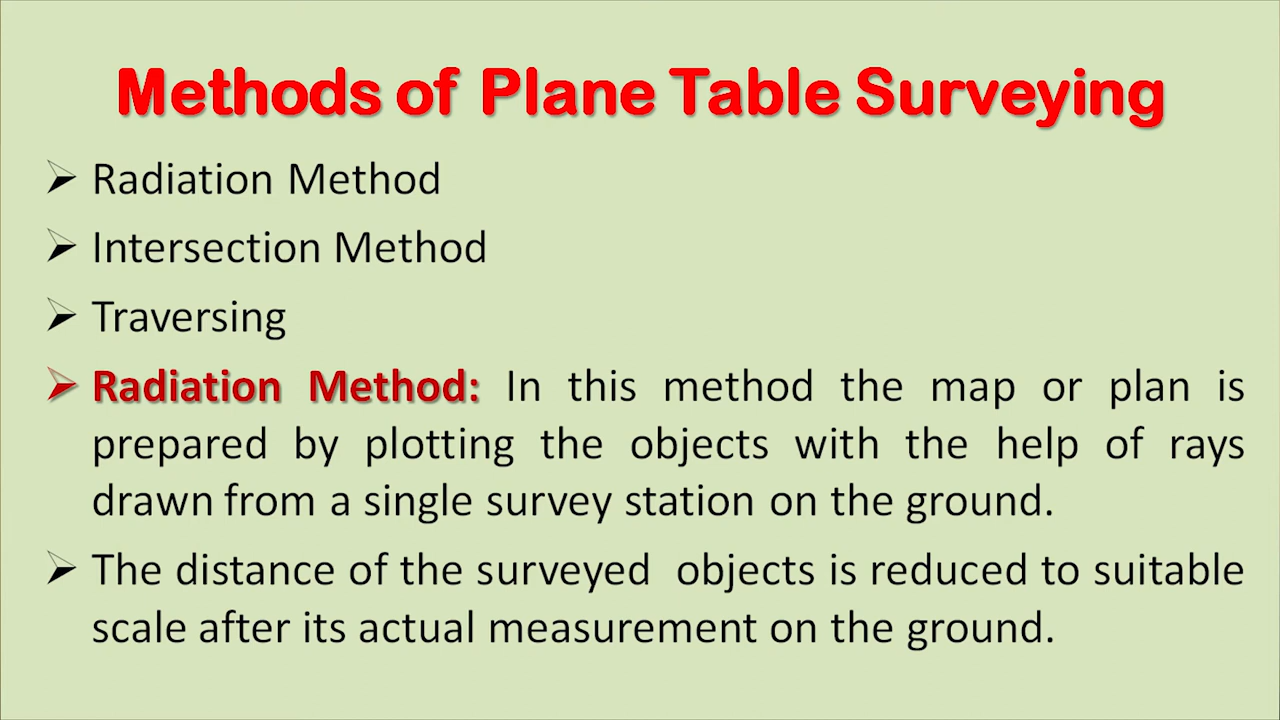 Methods of Plane Table Surveying
➢ Radiation Method
➢ Intersection Method
➢ Traversing
➢ Radiation Method: In this method the map or plan is
prepared by plotting the objects with the help of rays
drawn from a single survey station on the ground.
➢ The distance of the surveyed objects is reduced to suitable
scale after its actual measurement on the ground.